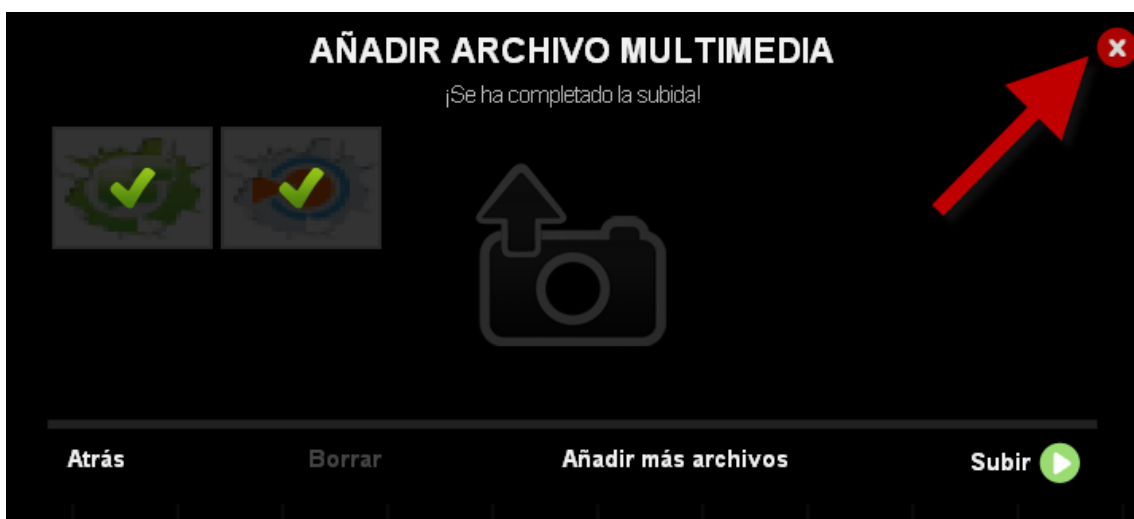 AÑADIR ARCHIVO MULTIMEDIA
¡Se ha completado la subida!
Atrás
Borrar
Añadir más archivos
Subir